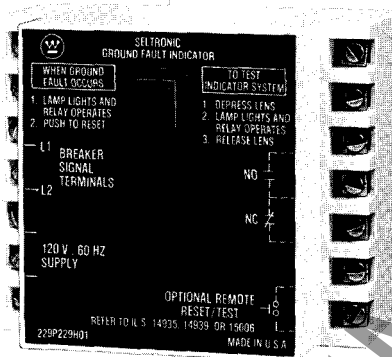 W
SELTRONIC
GROUND FAULT INDICATOR
WHEN GROUND
FAULT OCCURS
1. LAMP LIGHTS AND
RELAY OPERATES
2. PUSH TO RESET
TO TEST
INDICATOR SYSTEM
1. DEPRESS LENS
2. LAMP LIGHTS AND
RELAY OPERATES
3. RELEASE LENS
L1
BREAKER
SIGNAL
TERMINALS
L2
NO
NC
120 V. 60 HZ
SUPPLY
OPTIONAL REMOTE
RESET/TEST
REFER TO I.L.S. 14935, 14939 OR 15606
229P229H01
MADE IN U.S.A